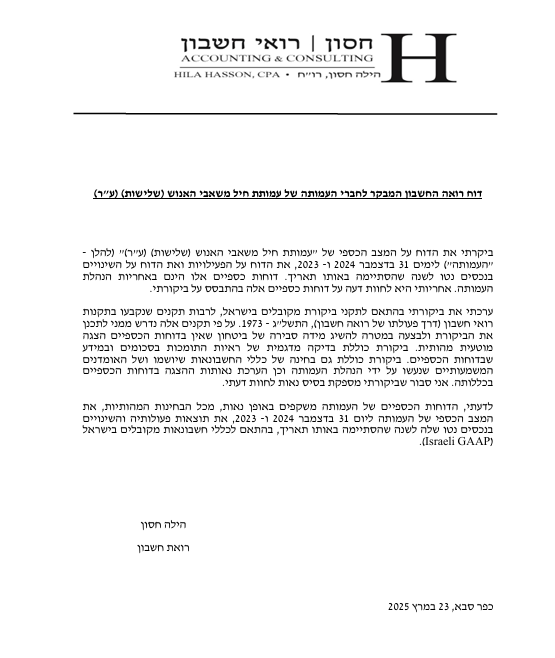 חסון | רואי חשבון
ACCOUNTING & CONSULTING
HILA HASSON, CPA • הילה חסון, רו״ח
H
דוח רואה החשבון המבקר לחברי העמותה של עמותת חיל משאבי האנוש (שלישות) (ע״ר)
ביקרתי את הדוח על המצב הכספי של ״עמותת חיל משאבי האנוש (שלישות) (ע״ר)״ (להלן -
״העמותה״) לימים 31 בדצמבר 2024 ו- 2023, את הדוח על הפעילויות ואת הדוח על השינויים
בנכסים נטו לשנה שהסתיימה באותו תאריך. דוחות כספיים אלו הינם באחריות הנהלת
העמותה. אחריותי היא לחוות דעה על דוחות כספיים אלה בהתבסס על ביקורתי.
ערכתי את ביקורתי בהתאם לתקני ביקורת מקובלים בישראל, לרבות תקנים שנקבעו בתקנות
רואי חשבון (דרך פעולתו של רואה חשבון), התשל״ג - 1973. על פי תקנים אלה נדרש ממני לתכנן
את הביקורת ולבצעה במטרה להשיג מידה סבירה של ביטחון שאין בדוחות הכספיים הצגה
מוטעית מהותית. ביקורת כוללת בדיקה מדגמית של ראיות התומכות בסכומים ובמידע
שבדוחות הכספיים. ביקורת כוללת גם בחינה של כללי החשבונאות שיושמו ושל האומדנים
המשמעותיים שנעשו על ידי הנהלת העמותה וכן הערכת נאותות ההצגה בדוחות הכספיים
בכללותה. אני סבור שביקורתי מספקת בסיס נאות לחוות דעתי.
לדעתי, הדוחות הכספיים של העמותה משקפים באופן נאות, מכל הבחינות המהותיות, את
המצב הכספי של העמותה ליום 31 בדצמבר 2024 ו- 2023, את תוצאות פעולותיה והשינויים
בנכסים נטו שלה לשנה שהסתיימה באותו תאריך, בהתאם לכללי חשבונאות מקובלים בישראל
(Israeli GAAP).
הילה חסון
רואת חשבון
כפר סבא, 23 במרץ 2025